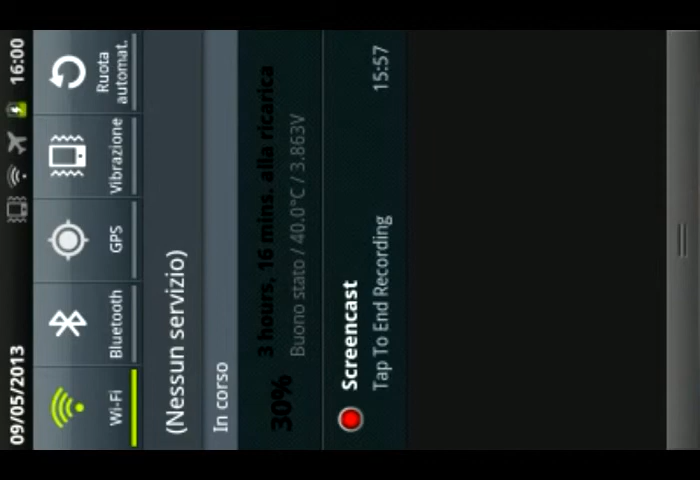 09/05/2013 16:00
Wi-Fi
Bluetooth
GPS
Vibrazione
Ruota
automat.
(Nessun servizio)
In corso
30% 3 hours, 16 mins. alla ricarica
Buono stato / 40.0°C / 3.863V
Screencast 15:57
Tap To End Recording